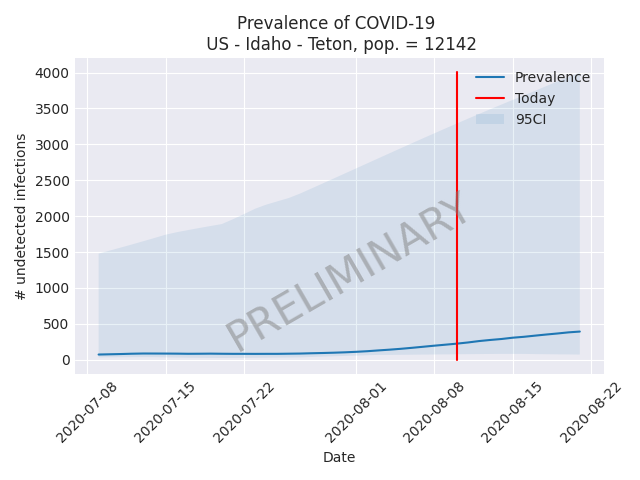 Prevalence of COVID-19
US - Idaho - Teton, pop. = 12142
# undetected infections
4000
3500
3000
2500
2000
1500
1000
500
0
Prevalence
Today
95CI
PRELIMINARY
2020-07-08
2020-07-15
2020-07-22
2020-08-01
2020-08-08
2020-08-15
2020-08-22
Date